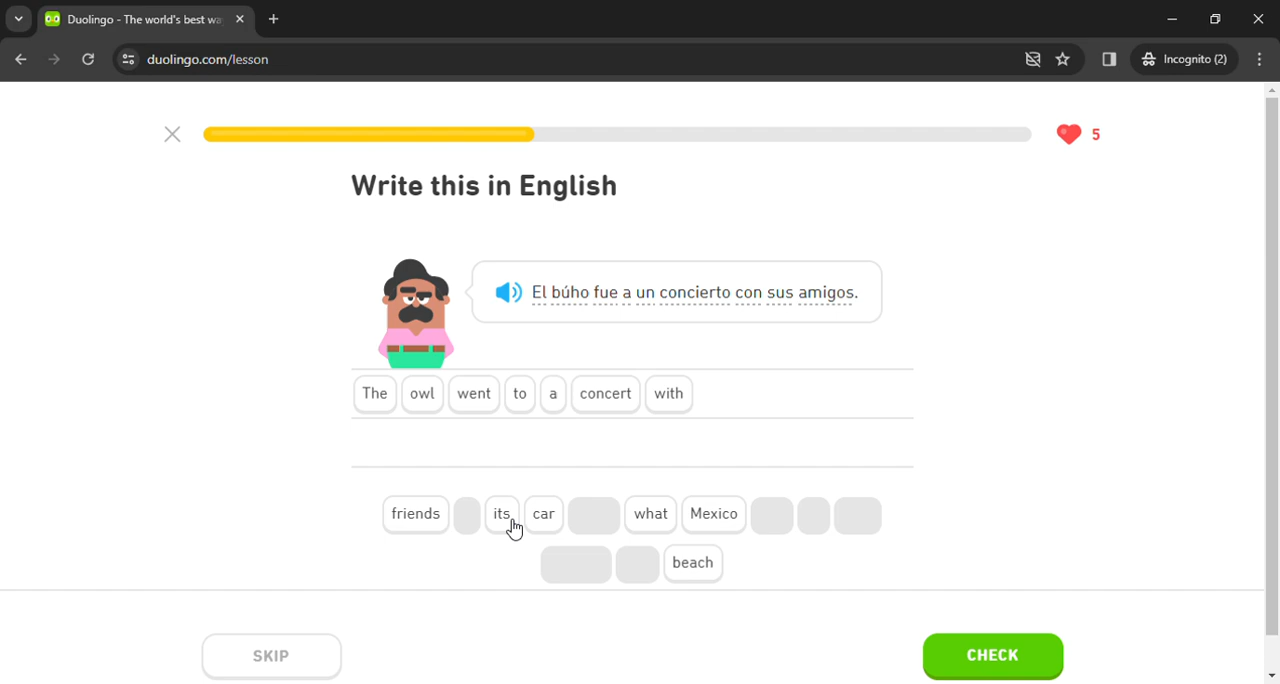 Duolingo - The world's best wa
duolingo.com/lesson
Incognito (2)
5
Write this in English
El búho fue a un concierto con sus amigos.
The owl went to a concert with
friends its car what Mexico
beach
SKIP
CHECK